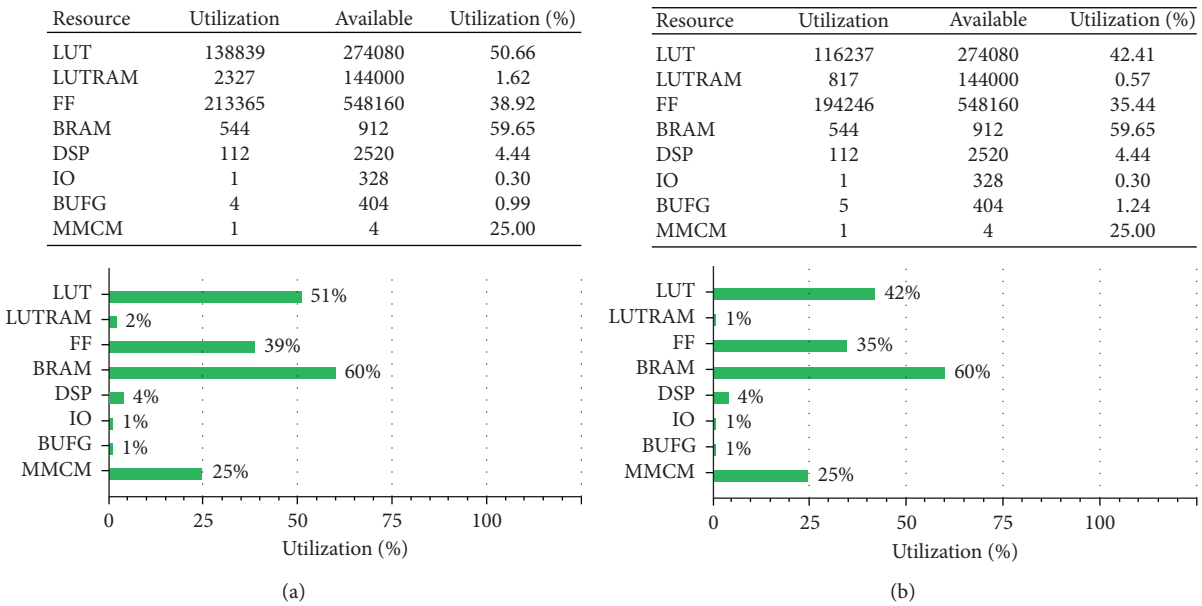 Resource Utilization Available Utilization (%)
LUT 138839 274080 50.66
LUTRAM 2327 144000 1.62
FF 213365 548160 38.92
BRAM 544 912 59.65
DSP 112 2520 4.44
IO 1 328 0.30
BUFG 4 404 0.99
MMCM 1 4 25.00
LUT 51%
LUTRAM 2%
FF 39%
BRAM 60%
DSP 4%
IO 1%
BUFG 1%
MMCM 25%
0 25 50 75 100
Utilization (%)
(a)
Resource Utilization Available Utilization (%)
LUT 116237 274080 42.41
LUTRAM 817 144000 0.57
FF 194246 548160 35.44
BRAM 544 912 59.65
DSP 112 2520 4.44
IO 1 328 0.30
BUFG 5 404 1.24
MMCM 1 4 25.00
LUT 42%
LUTRAM 1%
FF 35%
BRAM 60%
DSP 4%
IO 1%
BUFG 1%
MMCM 25%
0 25 50 75 100
Utilization (%)
(b)